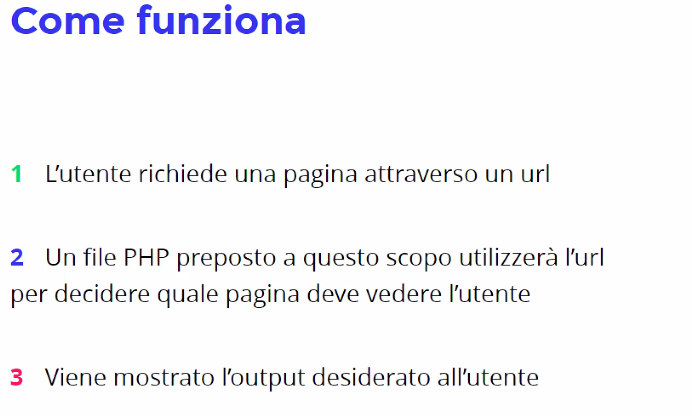 Come funziona
1 L’utente richiede una pagina attraverso un url
2 Un file PHP preposto a questo scopo utilizzerà l’url
per decidere quale pagina deve vedere l’utente
3 Viene mostrato l’output desiderato all’utente